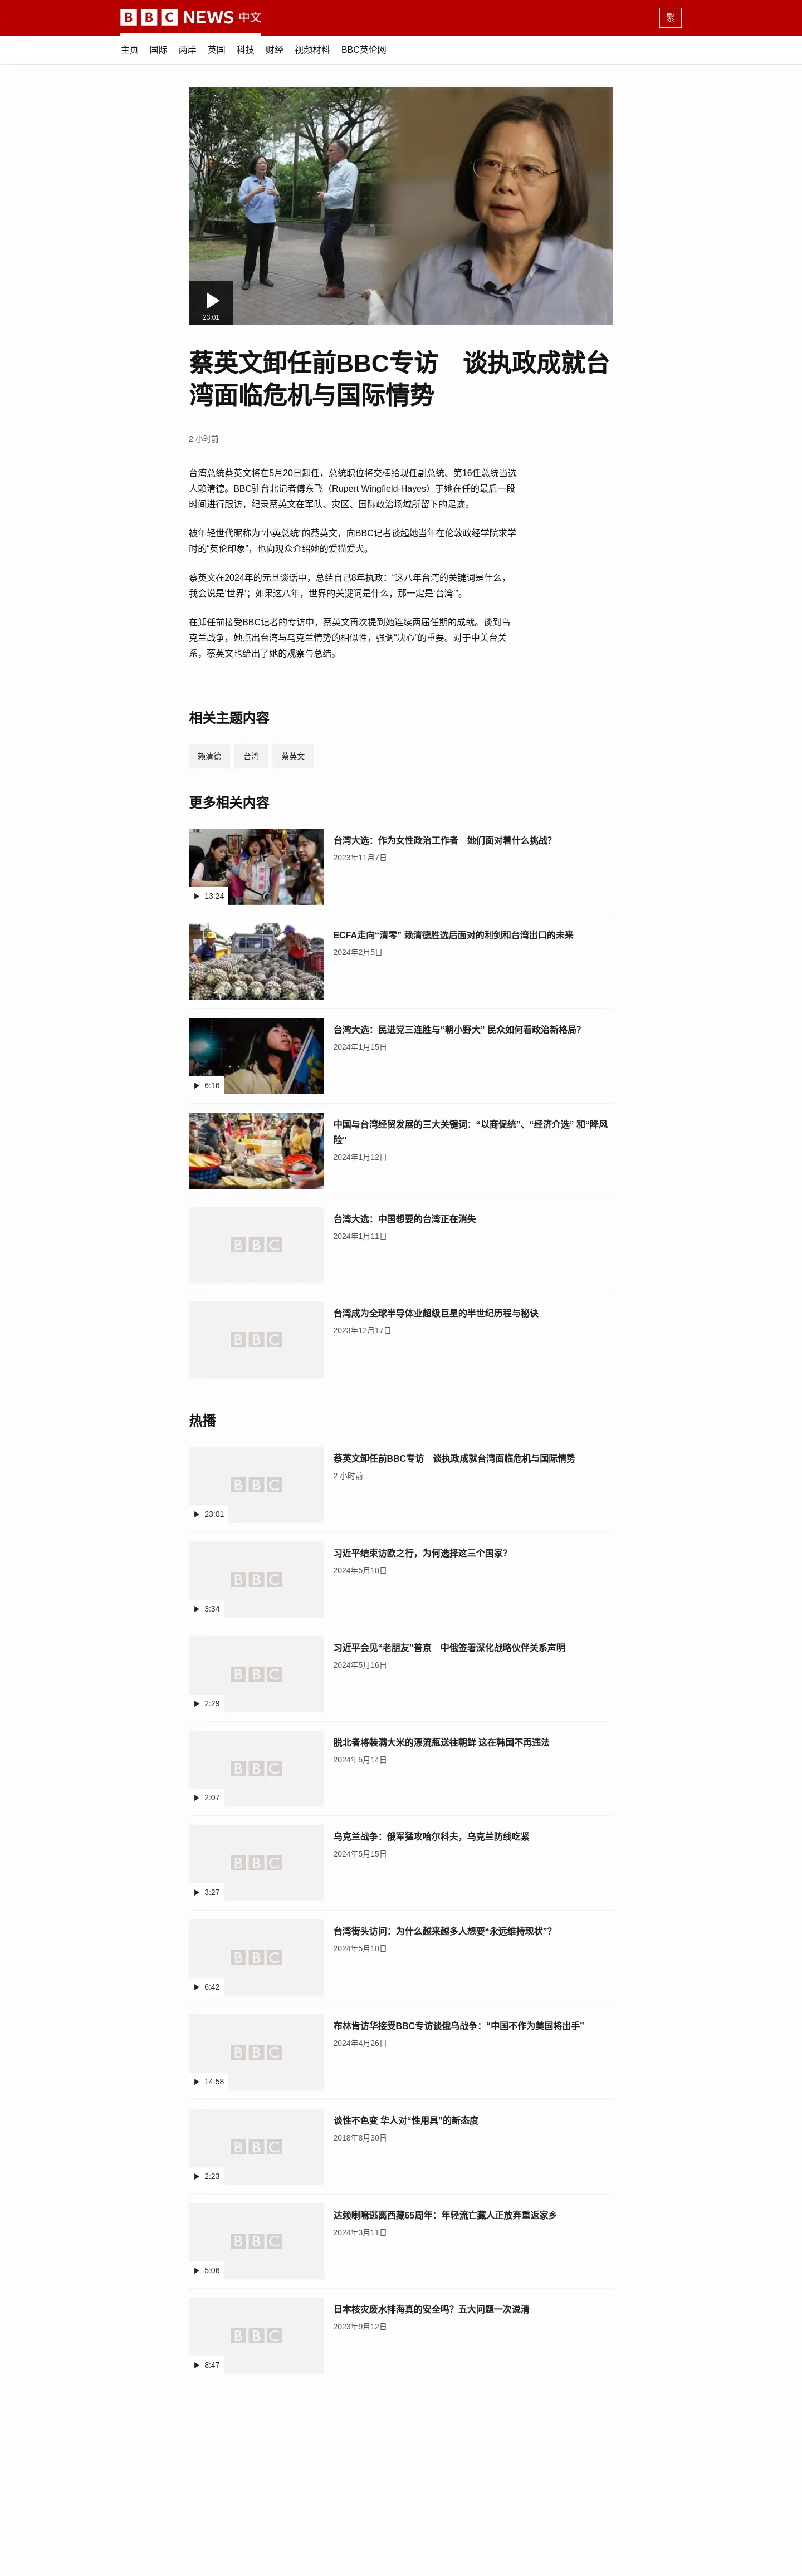 BBC NEWS 中文
繁
主页 国际 两岸 英国 科技 财经 视频材料 BBC英伦网
23:01
蔡英文卸任前BBC专访　谈执政成就台
湾面临危机与国际情势
2 小时前
台湾总统蔡英文将在5月20日卸任，总统职位将交棒给现任副总统、第16任总统当选
人赖清德。BBC驻台北记者傅东飞（Rupert Wingfield-Hayes）于她在任的最后一段
时间进行跟访，纪录蔡英文在军队、灾区、国际政治场域所留下的足迹。
被年轻世代昵称为“小英总统”的蔡英文，向BBC记者谈起她当年在伦敦政经学院求学
时的“英伦印象”，也向观众介绍她的爱猫爱犬。
蔡英文在2024年的元旦谈话中，总结自己8年执政：“这八年台湾的关键词是什么，
我会说是‘世界’；如果这八年，世界的关键词是什么，那一定是‘台湾’”。
在卸任前接受BBC记者的专访中，蔡英文再次提到她连续两届任期的成就。谈到乌
克兰战争，她点出台湾与乌克兰情势的相似性，强调“决心”的重要。对于中美台关
系，蔡英文也给出了她的观察与总结。
相关主题内容
赖清德 台湾 蔡英文
更多相关内容
台湾大选：作为女性政治工作者　她们面对着什么挑战？
2023年11月7日
13:24
ECFA走向“清零” 赖清德胜选后面对的利剑和台湾出口的未来
2024年2月5日
台湾大选：民进党三连胜与“朝小野大” 民众如何看政治新格局？
2024年1月15日
6:16
中国与台湾经贸发展的三大关键词：“以商促统”、“经济介选” 和“降风
险”
2024年1月12日
台湾大选：中国想要的台湾正在消失
2024年1月11日
BBC
台湾成为全球半导体业超级巨星的半世纪历程与秘诀
2023年12月17日
BBC
热播
蔡英文卸任前BBC专访　谈执政成就台湾面临危机与国际情势
2 小时前
BBC
23:01
习近平结束访欧之行，为何选择这三个国家？
2024年5月10日
BBC
3:34
习近平会见“老朋友”普京　中俄签署深化战略伙伴关系声明
2024年5月16日
BBC
2:29
脱北者将装满大米的漂流瓶送往朝鲜 这在韩国不再违法
2024年5月14日
BBC
2:07
乌克兰战争：俄军猛攻哈尔科夫，乌克兰防线吃紧
2024年5月15日
BBC
3:27
台湾街头访问：为什么越来越多人想要“永远维持现状”？
2024年5月10日
BBC
6:42
布林肯访华接受BBC专访谈俄乌战争：“中国不作为美国将出手”
2024年4月26日
BBC
14:58
谈性不色变 华人对“性用具”的新态度
2018年8月30日
BBC
2:23
达赖喇嘛逃离西藏65周年：年轻流亡藏人正放弃重返家乡
2024年3月11日
BBC
5:06
日本核灾废水排海真的安全吗？五大问题一次说清
2023年9月12日
BBC
8:47